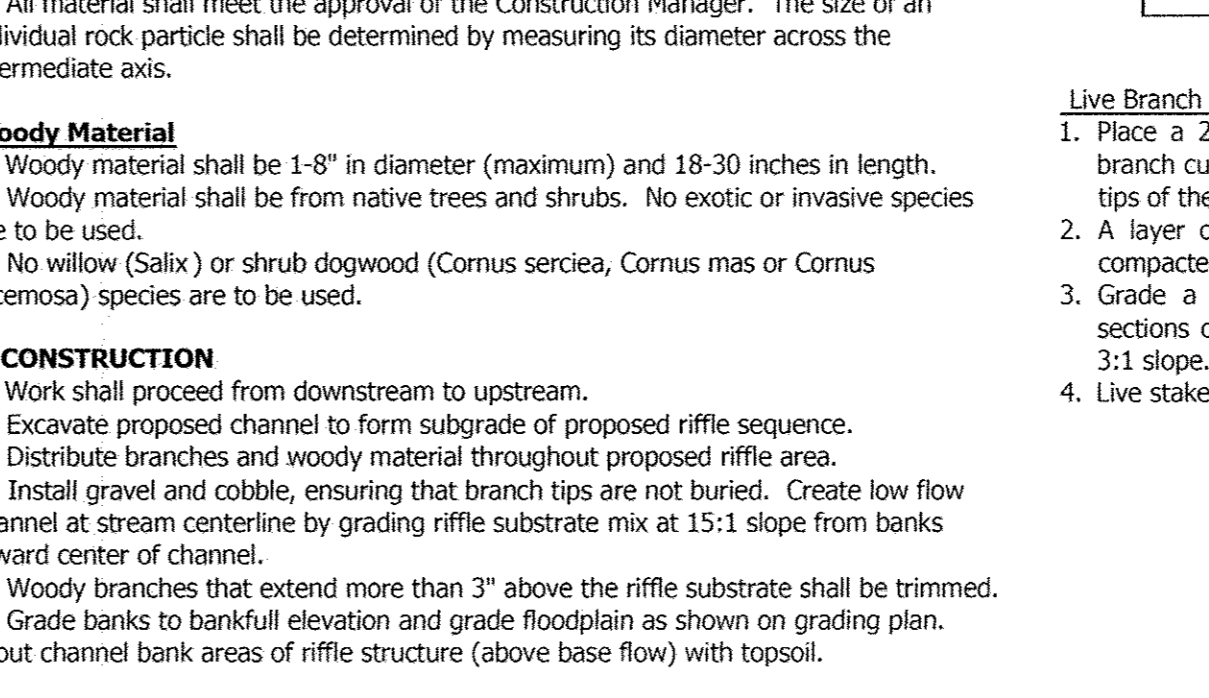 All material shall meet the approval of the Construction Manager. The size of an
dividual rock particle shall be determined by measuring its diameter across the
ermediate axis.
oody Material
Woody material shall be 1-8" in diameter (maximum) and 18-30 inches in length.
Woody material shall be from native trees and shrubs. No exotic or invasive species
e to be used.
No willow (Salix) or shrub dogwood (Cornus serciea, Cornus mas or Cornus
cemosa) species are to be used.
CONSTRUCTION
Work shall proceed from downstream to upstream.
Excavate proposed channel to form subgrade of proposed riffle sequence.
Distribute branches and woody material throughout proposed riffle area.
Install gravel and cobble, ensuring that branch tips are not buried. Create low flow
annel at stream centerline by grading riffle substrate mix at 15:1 slope from banks
ward center of channel.
Woody branches that extend more than 3" above the riffle substrate shall be trimmed.
Grade banks to bankfull elevation and grade floodplain as shown on grading plan.
out channel bank areas of riffle structure (above base flow) with topsoil.
Live Branch
1. Place a 2
branch cu
tips of the
2. A layer o
compacte
3. Grade a
sections o
3:1 slope.
4. Live stake